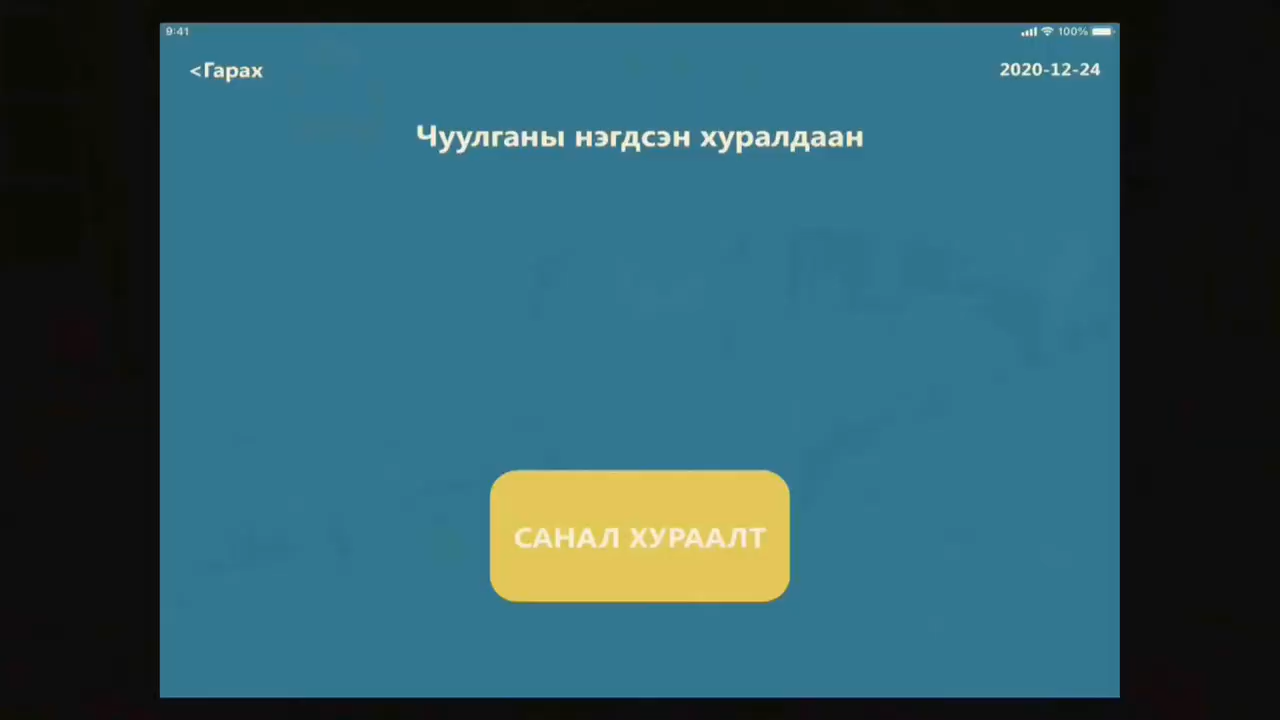 9:41
100%
<Гарах
2020-12-24
Чуулганы нэгдсэн хуралдаан
САНАЛ ХУРААЛТ